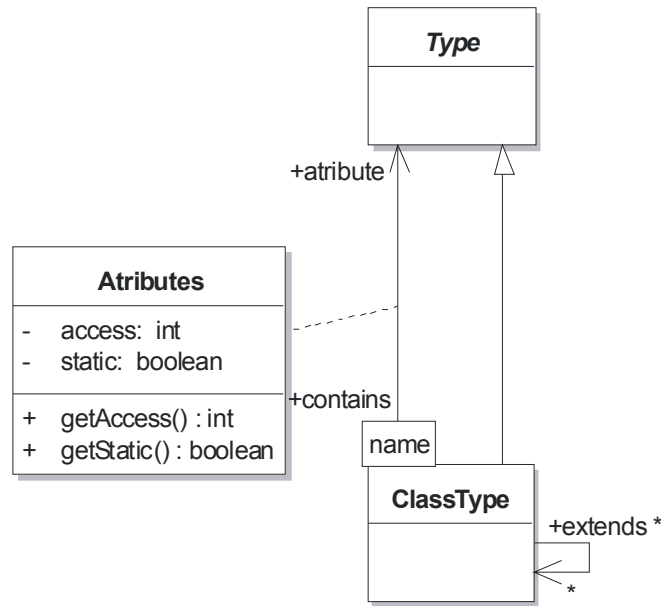 Type
+atribute
Atributes
- access: int
- static: boolean
+ getAccess() : int
+ getStatic() : boolean
+contains
name
ClassType
+extends *
*